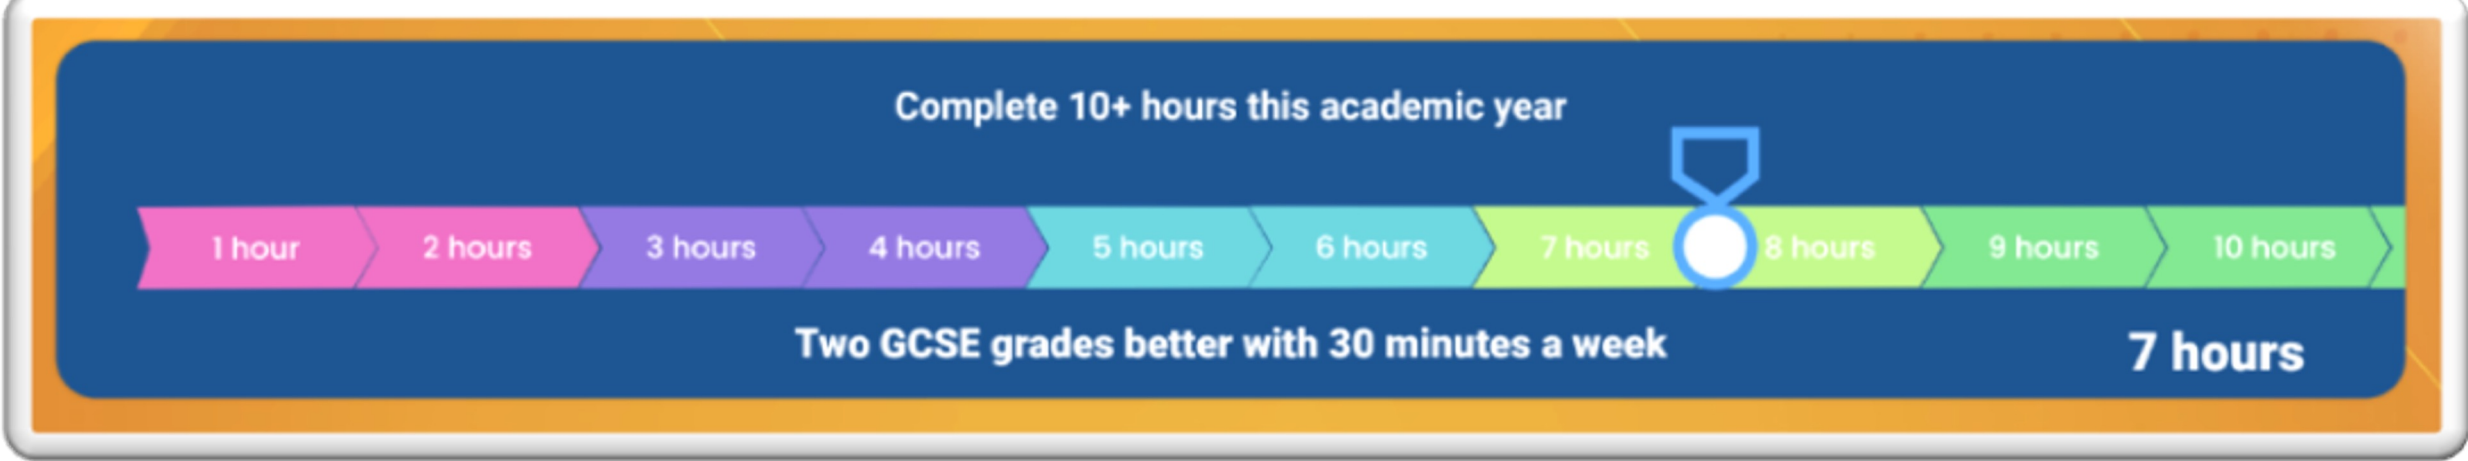 Complete 10+ hours this academic year
1 hour 2 hours 3 hours 4 hours 5 hours 6 hours 7 hours 8 hours 9 hours 10 hours
Two GCSE grades better with 30 minutes a week
7 hours